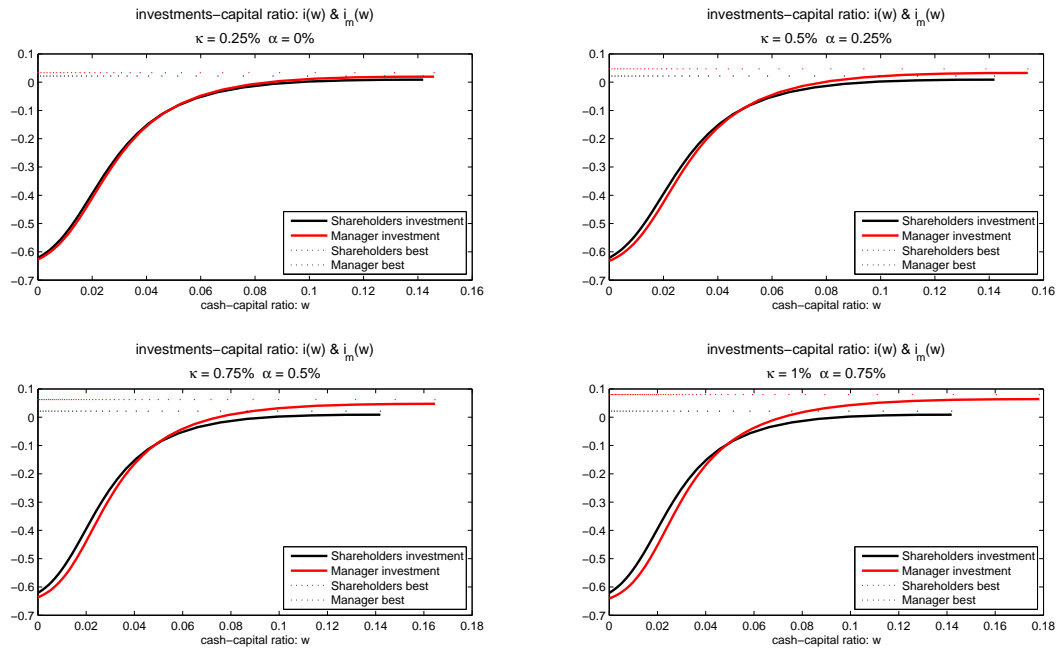 investments−capital ratio: i(w) & i_m(w)
κ = 0.25% α = 0%
0.1
0
−0.1
−0.2
−0.3
−0.4
−0.5
−0.6
−0.7
Shareholders investment
Manager investment
Shareholders best
Manager best
0 0.02 0.04 0.06 0.08 0.1 0.12 0.14 0.16
cash−capital ratio: w
investments−capital ratio: i(w) & i_m(w)
κ = 0.5% α = 0.25%
0.1
0
−0.1
−0.2
−0.3
−0.4
−0.5
−0.6
−0.7
Shareholders investment
Manager investment
Shareholders best
Manager best
0 0.02 0.04 0.06 0.08 0.1 0.12 0.14 0.16
cash−capital ratio: w
investments−capital ratio: i(w) & i_m(w)
κ = 0.75% α = 0.5%
0.1
0
−0.1
−0.2
−0.3
−0.4
−0.5
−0.6
−0.7
Shareholders investment
Manager investment
Shareholders best
Manager best
0 0.02 0.04 0.06 0.08 0.1 0.12 0.14 0.16 0.18
cash−capital ratio: w
investments−capital ratio: i(w) & i_m(w)
κ = 1% α = 0.75%
0.1
0
−0.1
−0.2
−0.3
−0.4
−0.5
−0.6
−0.7
Shareholders investment
Manager investment
Shareholders best
Manager best
0 0.02 0.04 0.06 0.08 0.1 0.12 0.14 0.16 0.18
cash−capital ratio: w